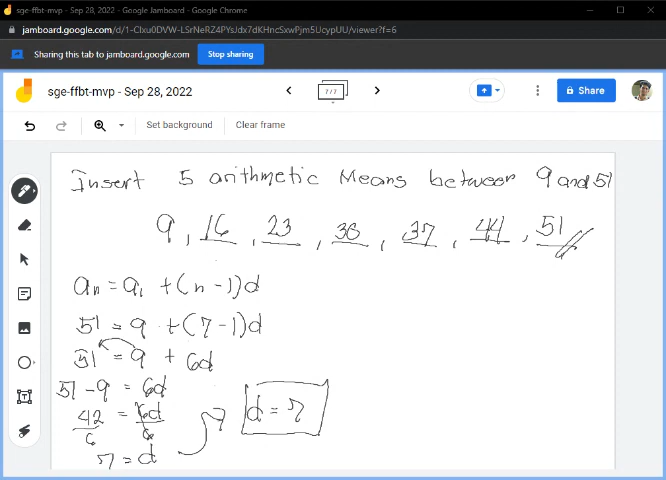 sge-ffbt-mvp - Sep 28, 2022 - Google Jamboard - Google Chrome
jamboard.google.com/d/1-CIxu0DVW-LSrNeRZ4PYsJdx7dKHncSxwPjm5UcypUU/viewer?f=6
Sharing this tab to jamboard.google.com Stop sharing
sge-ffbt-mvp - Sep 28, 2022 7/7 Share
Set background Clear frame
Insert 5 arithmetic Means between 9 and 51
9, 16, 23, 30, 37, 44, 51
an = a1 + (n - 1)d
51 = 9 + (7 - 1)d
51 = 9 + 6d
51 - 9 = 6d
42/6 = 6d/6
7 = d
d = 7